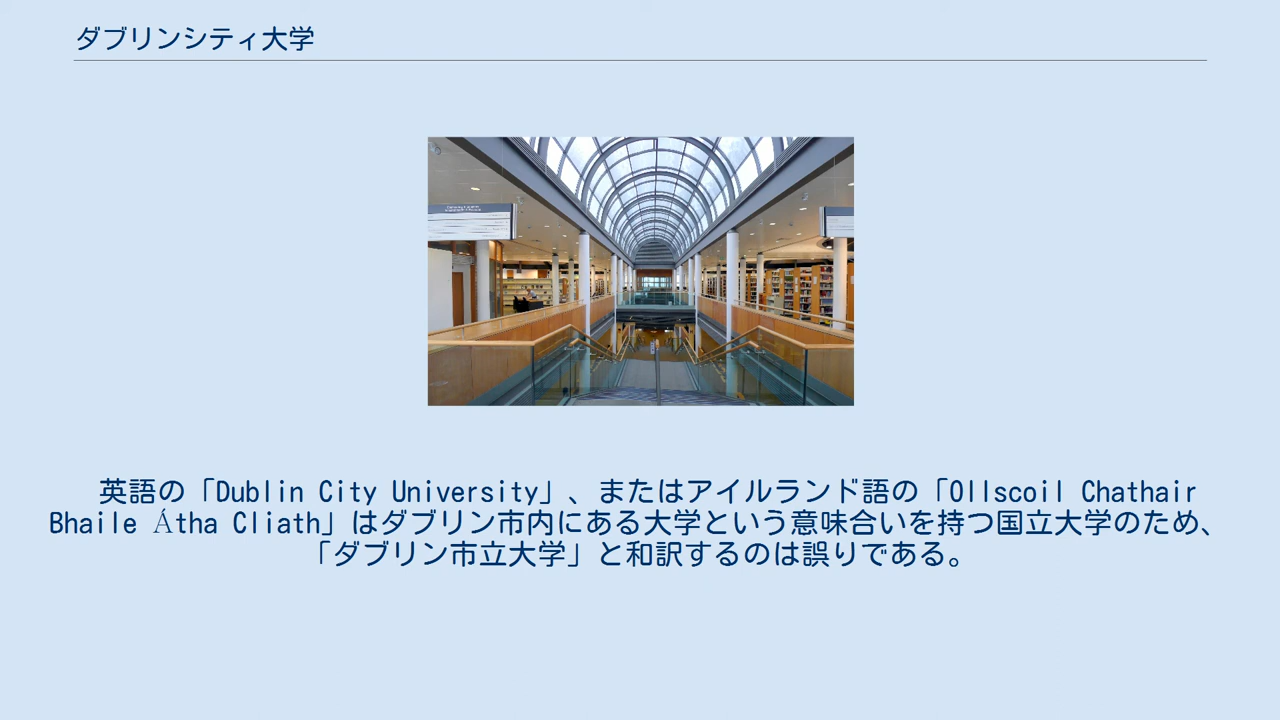 ダブリンシティ大学
英語の「Dublin City University」、またはアイルランド語の「Ollscoil Chathair
Bhaile Átha Cliath」はダブリン市内にある大学という意味合いを持つ国立大学のため、
「ダブリン市立大学」と和訳するのは誤りである。